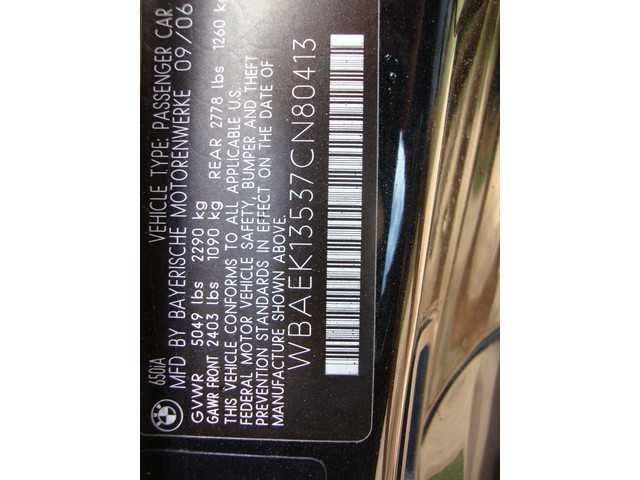 650iA VEHICLE TYPE: PASSENGER CAR
MFD BY BAYERISCHE MOTORENWERKE 09/06
GVWR 5049 lbs 2290 kg
GAWR FRONT 2403 lbs 1090 kg REAR 2778 lbs 1260 kg
THIS VEHICLE CONFORMS TO ALL APPLICABLE U.S.
FEDERAL MOTOR VEHICLE SAFETY, BUMPER AND THEFT
PREVENTION STANDARDS IN EFFECT ON THE DATE OF
MANUFACTURE SHOWN ABOVE.
WBAEK13537CN80413